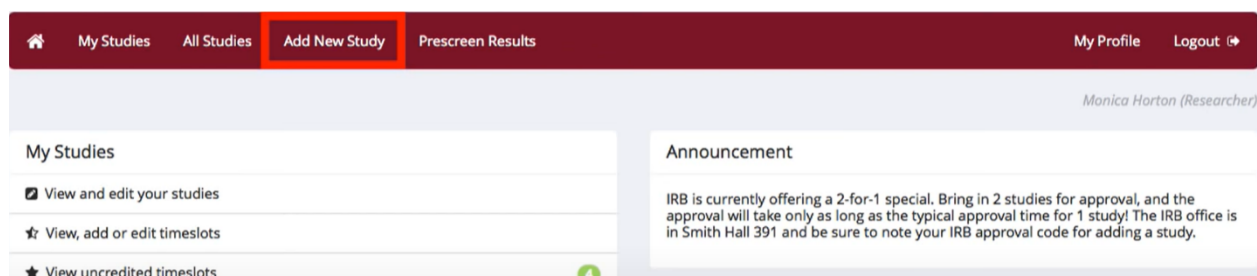 My Studies All Studies Add New Study Prescreen Results My Profile Logout
Monica Horton (Researcher)
My Studies
View and edit your studies
View, add or edit timeslots
View uncredited timeslots 4
Announcement
IRB is currently offering a 2-for-1 special. Bring in 2 studies for approval, and the
approval will take only as long as the typical approval time for 1 study! The IRB office is
in Smith Hall 391 and be sure to note your IRB approval code for adding a study.